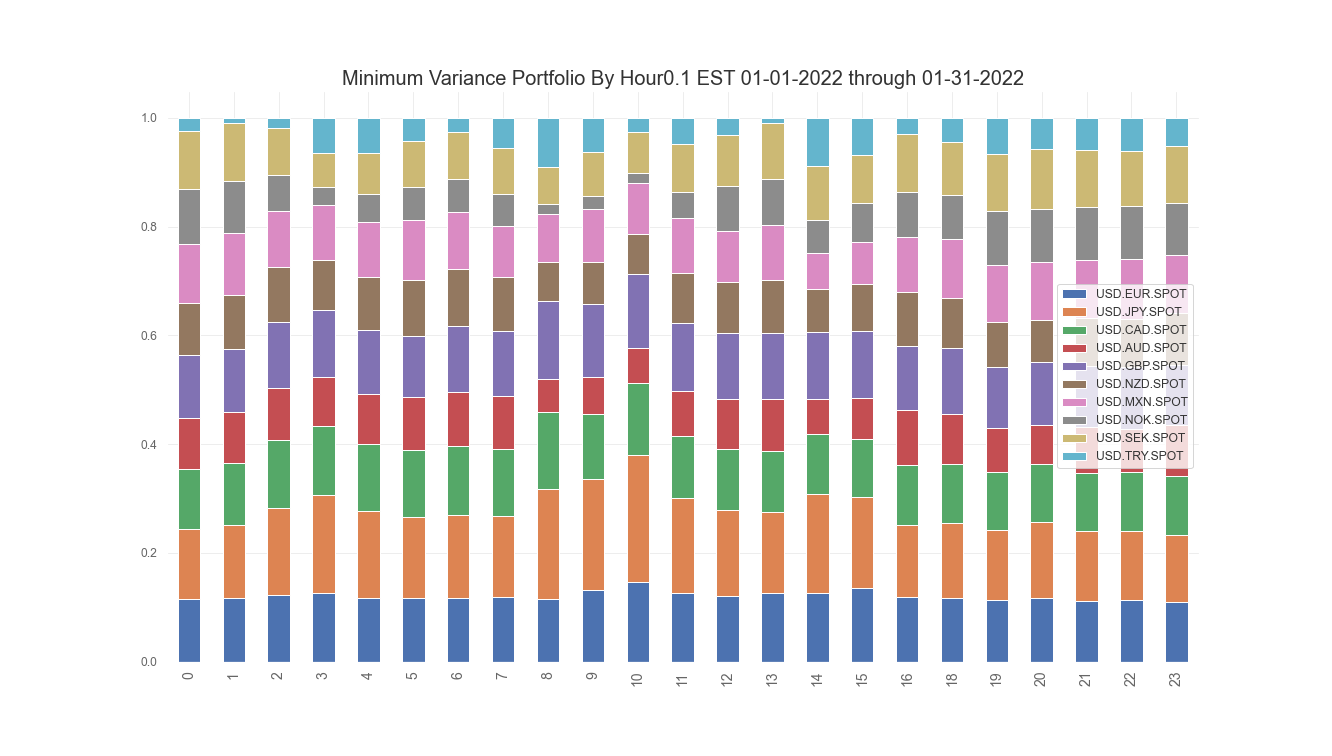 Minimum Variance Portfolio By Hour0.1 EST 01-01-2022 through 01-31-2022
1.0
0.8
0.6
0.4
0.2
0.0
USD.EUR.SPOT
USD.JPY.SPOT
USD.CAD.SPOT
USD.AUD.SPOT
USD.GBP.SPOT
USD.NZD.SPOT
USD.MXN.SPOT
USD.NOK.SPOT
USD.SEK.SPOT
USD.TRY.SPOT
0 1 2 3 4 5 6 7 8 9 10 11 12 13 14 15 16 18 19 20 21 22 23